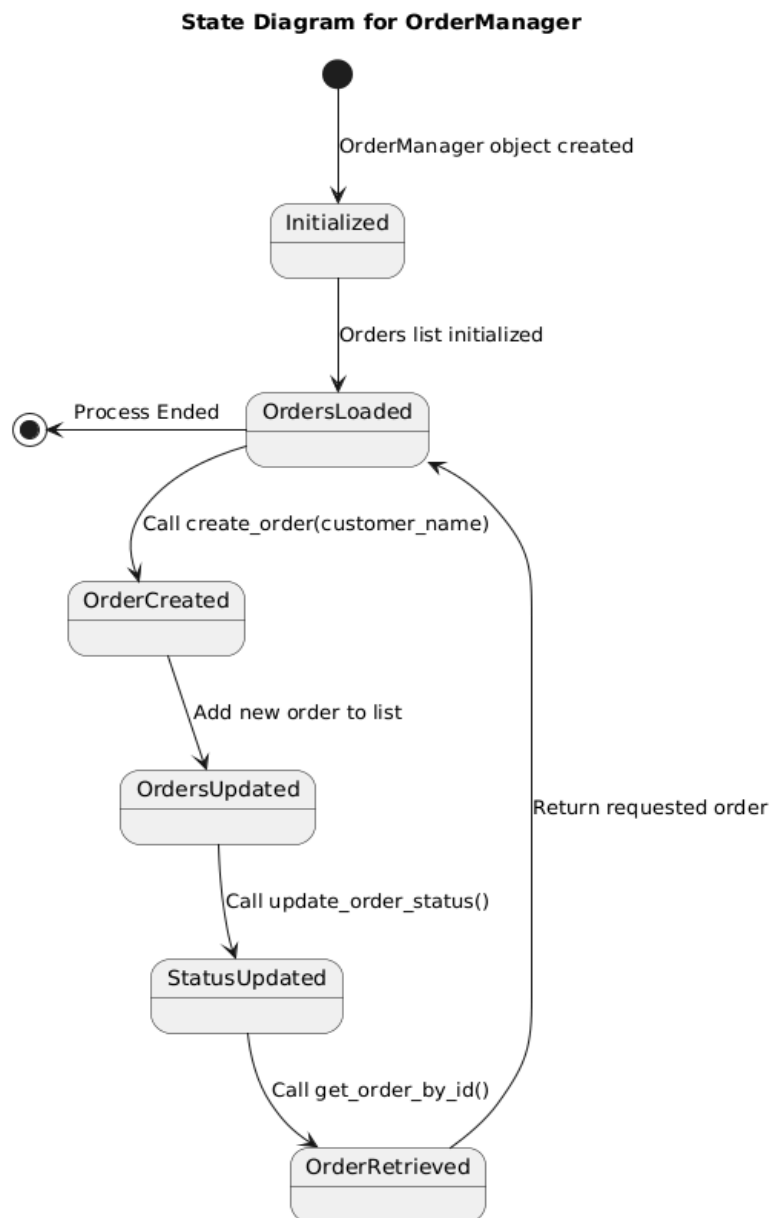 State Diagram for OrderManager
OrderManager object created
Initialized
Orders list initialized
OrdersLoaded
Process Ended
Call create_order(customer_name)
OrderCreated
Add new order to list
OrdersUpdated
Return requested order
Call update_order_status()
StatusUpdated
Call get_order_by_id()
OrderRetrieved